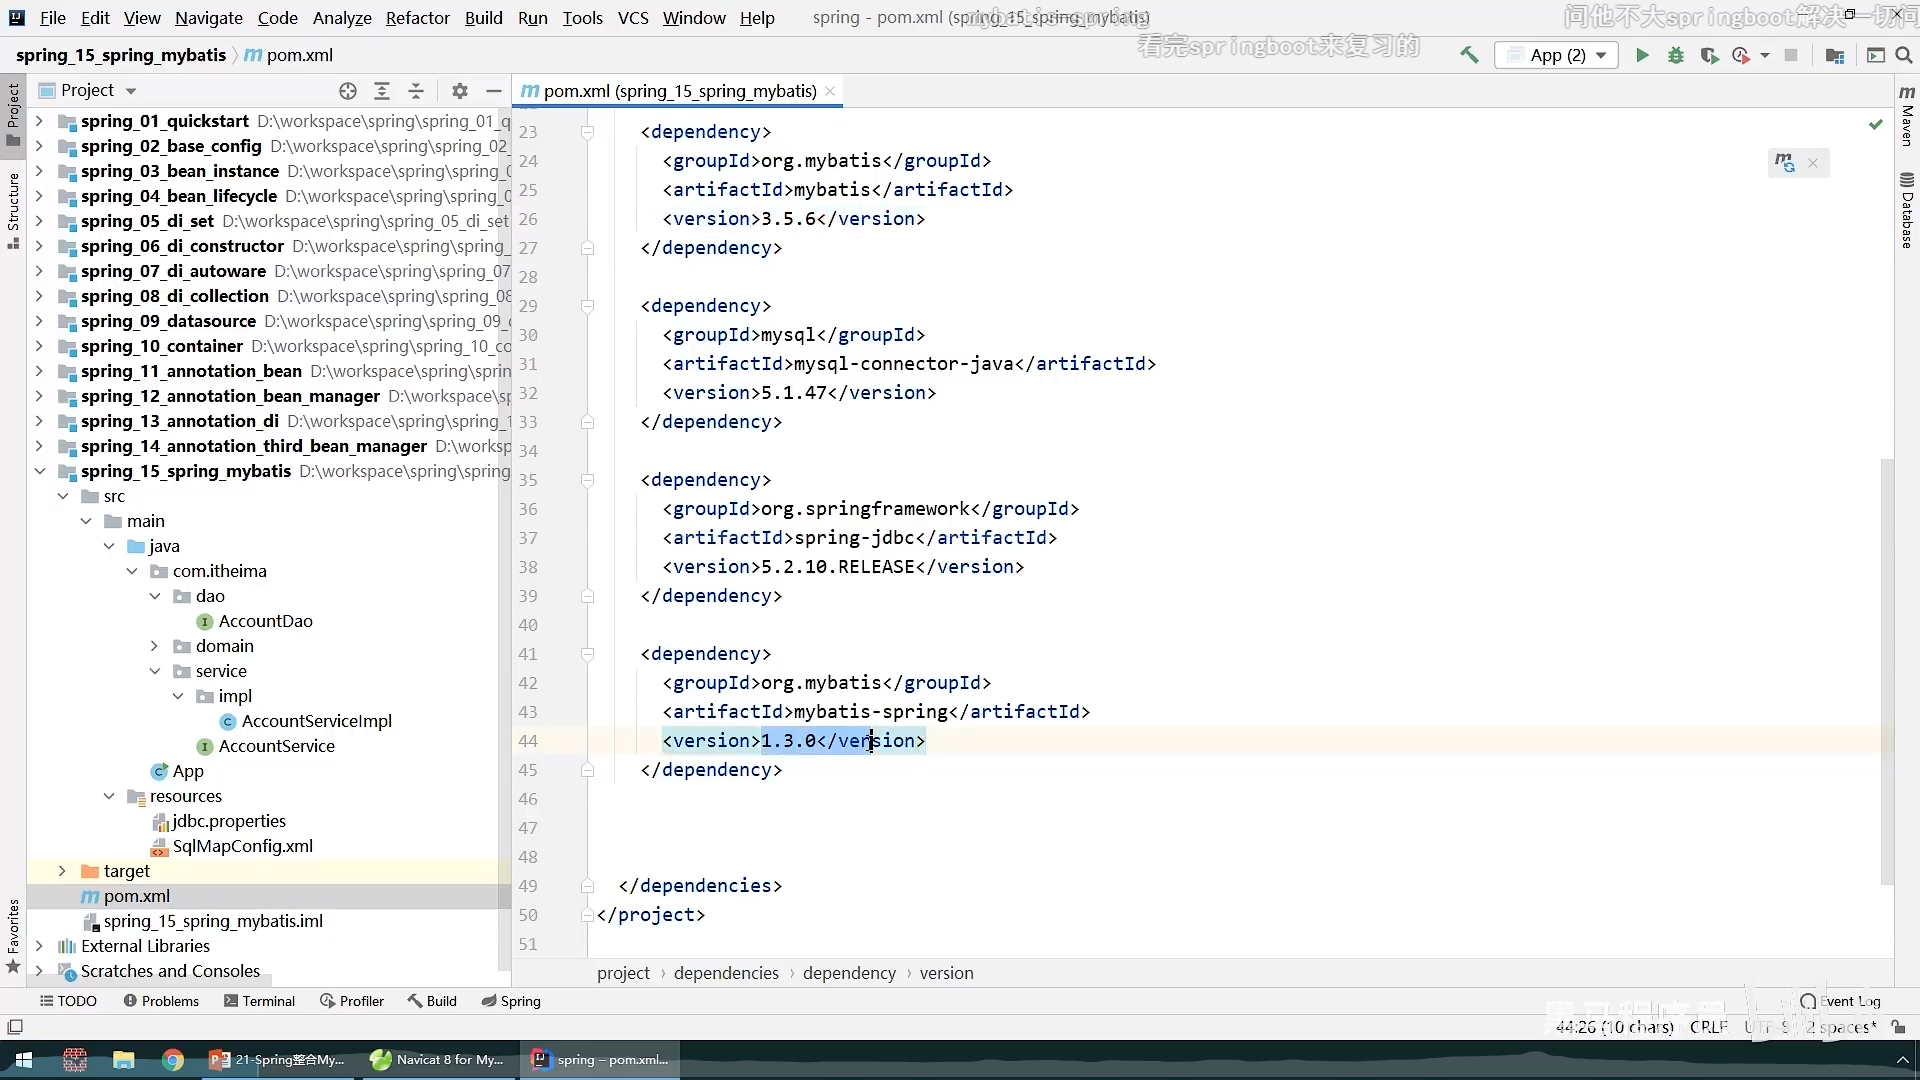 File Edit View Navigate Code Analyze Refactor Build Run Tools VCS Window Help spring - pom.xml (spring_15_spring_mybatis)
mybatis-spring
问他不大springboot解决一切问
看完springboot来复习的
spring_15_spring_mybatis pom.xml
App (2)
Project
pom.xml (spring_15_spring_mybatis)
Project
Structure
Favorites
Maven
Database
spring_01_quickstart D:\workspace\spring\spring_01_q
spring_02_base_config D:\workspace\spring\spring_02_
spring_03_bean_instance D:\workspace\spring\spring_0
spring_04_bean_lifecycle D:\workspace\spring\spring_0
spring_05_di_set D:\workspace\spring\spring_05_di_set
spring_06_di_constructor D:\workspace\spring\spring_
spring_07_di_autoware D:\workspace\spring\spring_07
spring_08_di_collection D:\workspace\spring\spring_08
spring_09_datasource D:\workspace\spring\spring_09_
spring_10_container D:\workspace\spring\spring_10_co
spring_11_annotation_bean D:\workspace\spring\sprin
spring_12_annotation_bean_manager D:\workspace\sp
spring_13_annotation_di D:\workspace\spring\spring_
spring_14_annotation_third_bean_manager D:\worksp
spring_15_spring_mybatis D:\workspace\spring\spring
src
main
java
com.itheima
dao
AccountDao
domain
service
impl
AccountServiceImpl
AccountService
App
resources
jdbc.properties
SqlMapConfig.xml
target
pom.xml
spring_15_spring_mybatis.iml
External Libraries
Scratches and Consoles
23 <dependency>
24 <groupId>org.mybatis</groupId>
25 <artifactId>mybatis</artifactId>
26 <version>3.5.6</version>
27 </dependency>
28
29 <dependency>
30 <groupId>mysql</groupId>
31 <artifactId>mysql-connector-java</artifactId>
32 <version>5.1.47</version>
33 </dependency>
34
35 <dependency>
36 <groupId>org.springframework</groupId>
37 <artifactId>spring-jdbc</artifactId>
38 <version>5.2.10.RELEASE</version>
39 </dependency>
40
41 <dependency>
42 <groupId>org.mybatis</groupId>
43 <artifactId>mybatis-spring</artifactId>
44 <version>1.3.0</version>
45 </dependency>
46
47
48
49 </dependencies>
50 </project>
51
project › dependencies › dependency › version
TODO Problems Terminal Profiler Build Spring Event Log
44:26 (10 chars) CRLF UTF-8 2 spaces*
21-Spring整合My... Navicat 8 for My... spring – pom.xml...